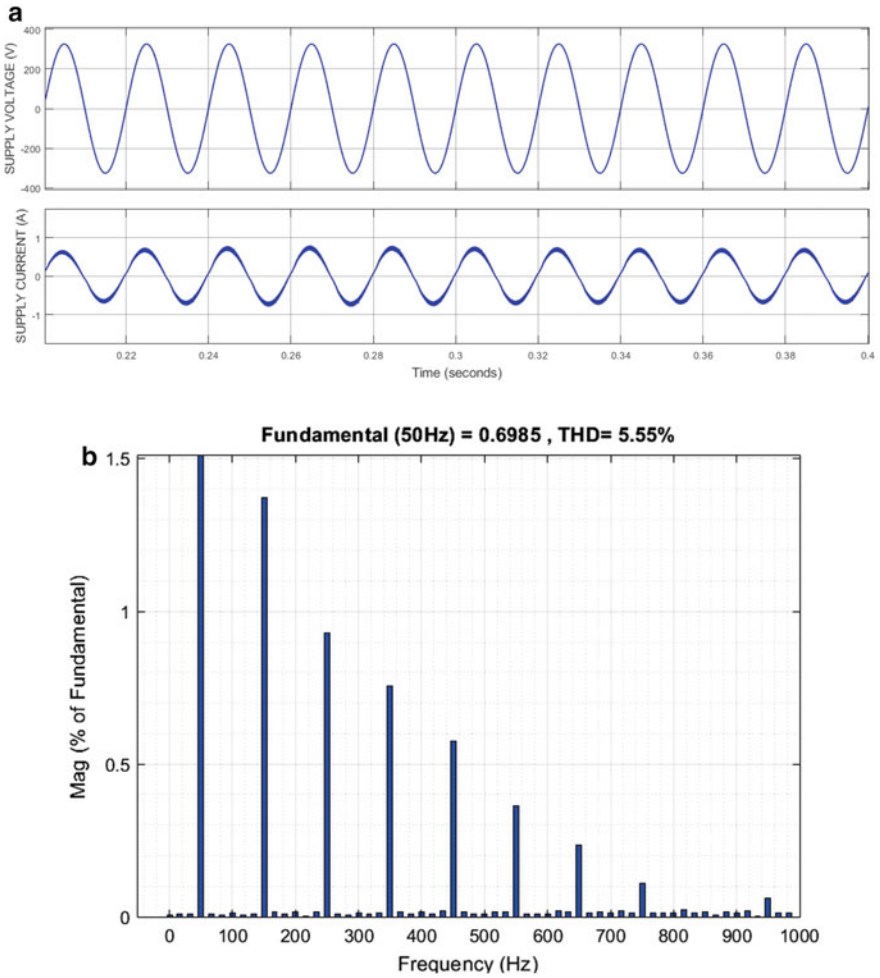 a
SUPPLY VOLTAGE (V)
400
200
0
-200
-400
SUPPLY CURRENT (A)
1
0
-1
0.22 0.24 0.26 0.28 0.3 0.32 0.34 0.36 0.38 0.4
Time (seconds)
b
Fundamental (50Hz) = 0.6985 , THD= 5.55%
Mag (% of Fundamental)
1.5
1
0.5
0
0 100 200 300 400 500 600 700 800 900 1000
Frequency (Hz)